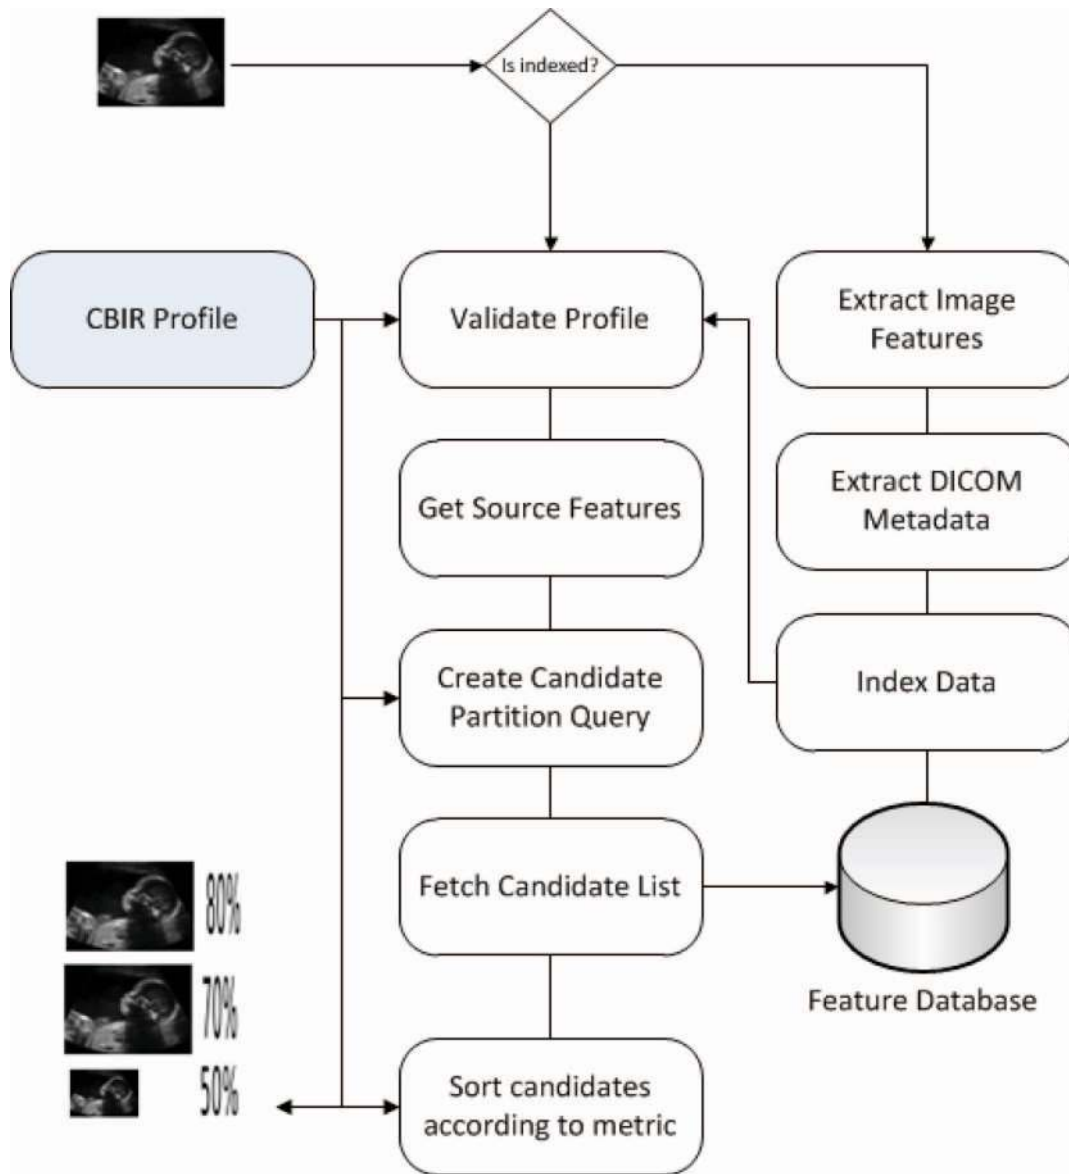 Is indexed?
CBIR Profile
Validate Profile
Extract Image
Features
Get Source Features
Extract DICOM
Metadata
Create Candidate
Partition Query
Index Data
Fetch Candidate List
Feature Database
80%
70%
50%
Sort candidates
according to metric